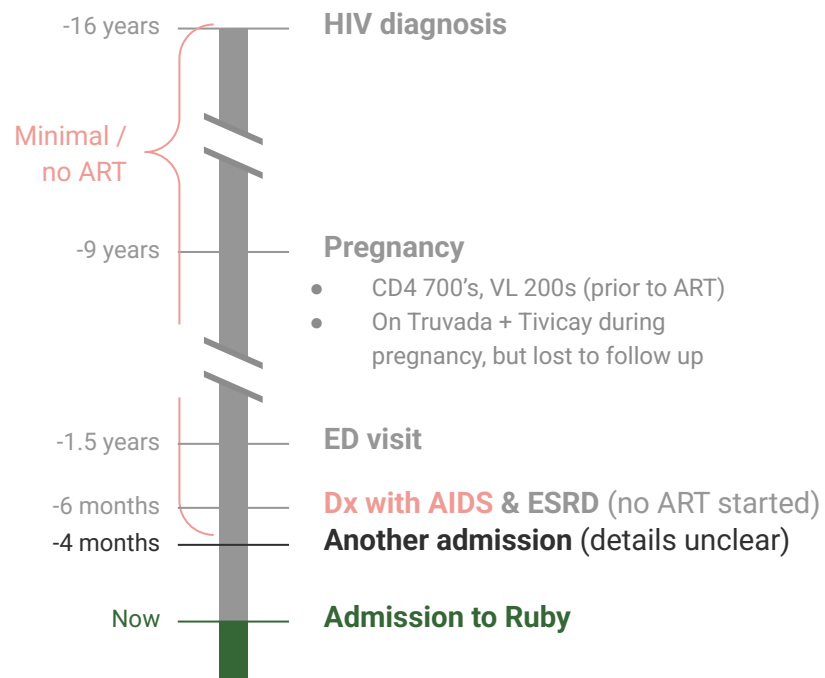 -16 years HIV diagnosis
Minimal /
no ART
-9 years Pregnancy
● CD4 700’s, VL 200s (prior to ART)
● On Truvada + Tivicay during
pregnancy, but lost to follow up
-1.5 years ED visit
-6 months Dx with AIDS & ESRD (no ART started)
-4 months Another admission (details unclear)
Now Admission to Ruby